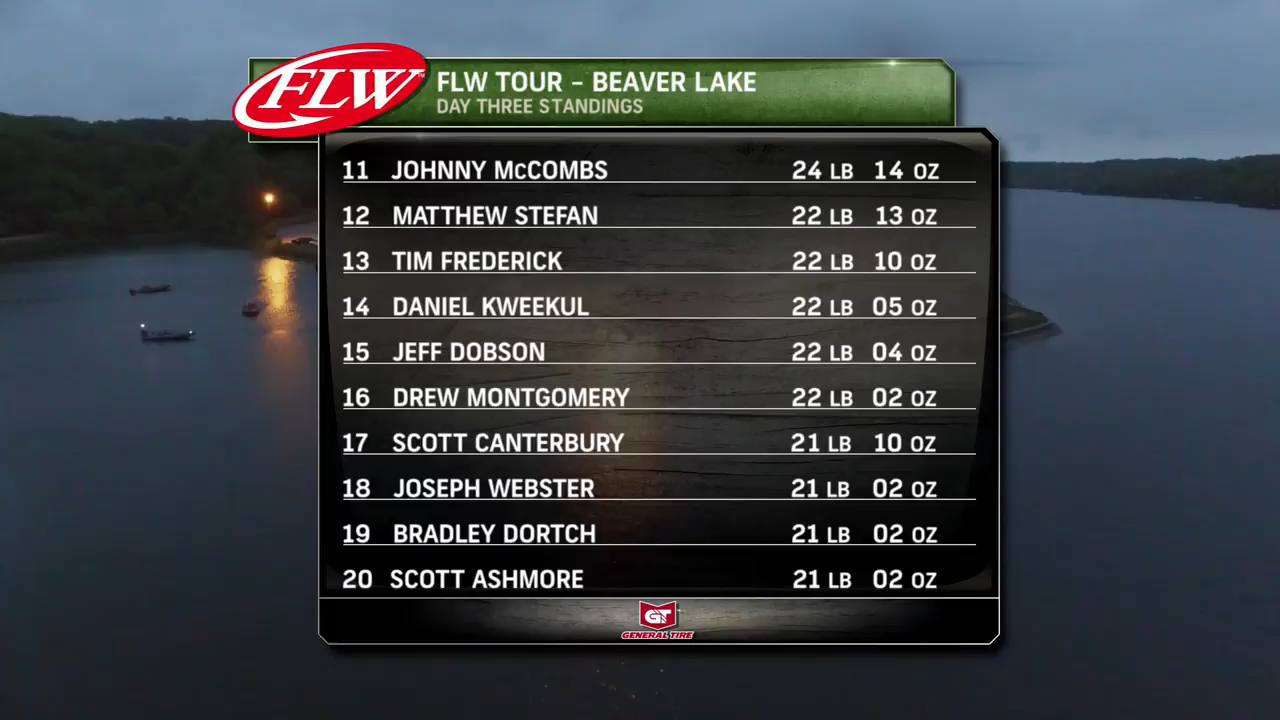 FLW
FLW TOUR - BEAVER LAKE
DAY THREE STANDINGS
11 JOHNNY McCOMBS 24 LB 14 OZ
12 MATTHEW STEFAN 22 LB 13 OZ
13 TIM FREDERICK 22 LB 10 OZ
14 DANIEL KWEEKUL 22 LB 05 OZ
15 JEFF DOBSON 22 LB 04 OZ
16 DREW MONTGOMERY 22 LB 02 OZ
17 SCOTT CANTERBURY 21 LB 10 OZ
18 JOSEPH WEBSTER 21 LB 02 OZ
19 BRADLEY DORTCH 21 LB 02 OZ
20 SCOTT ASHMORE 21 LB 02 OZ
GT
GENERAL TIRE